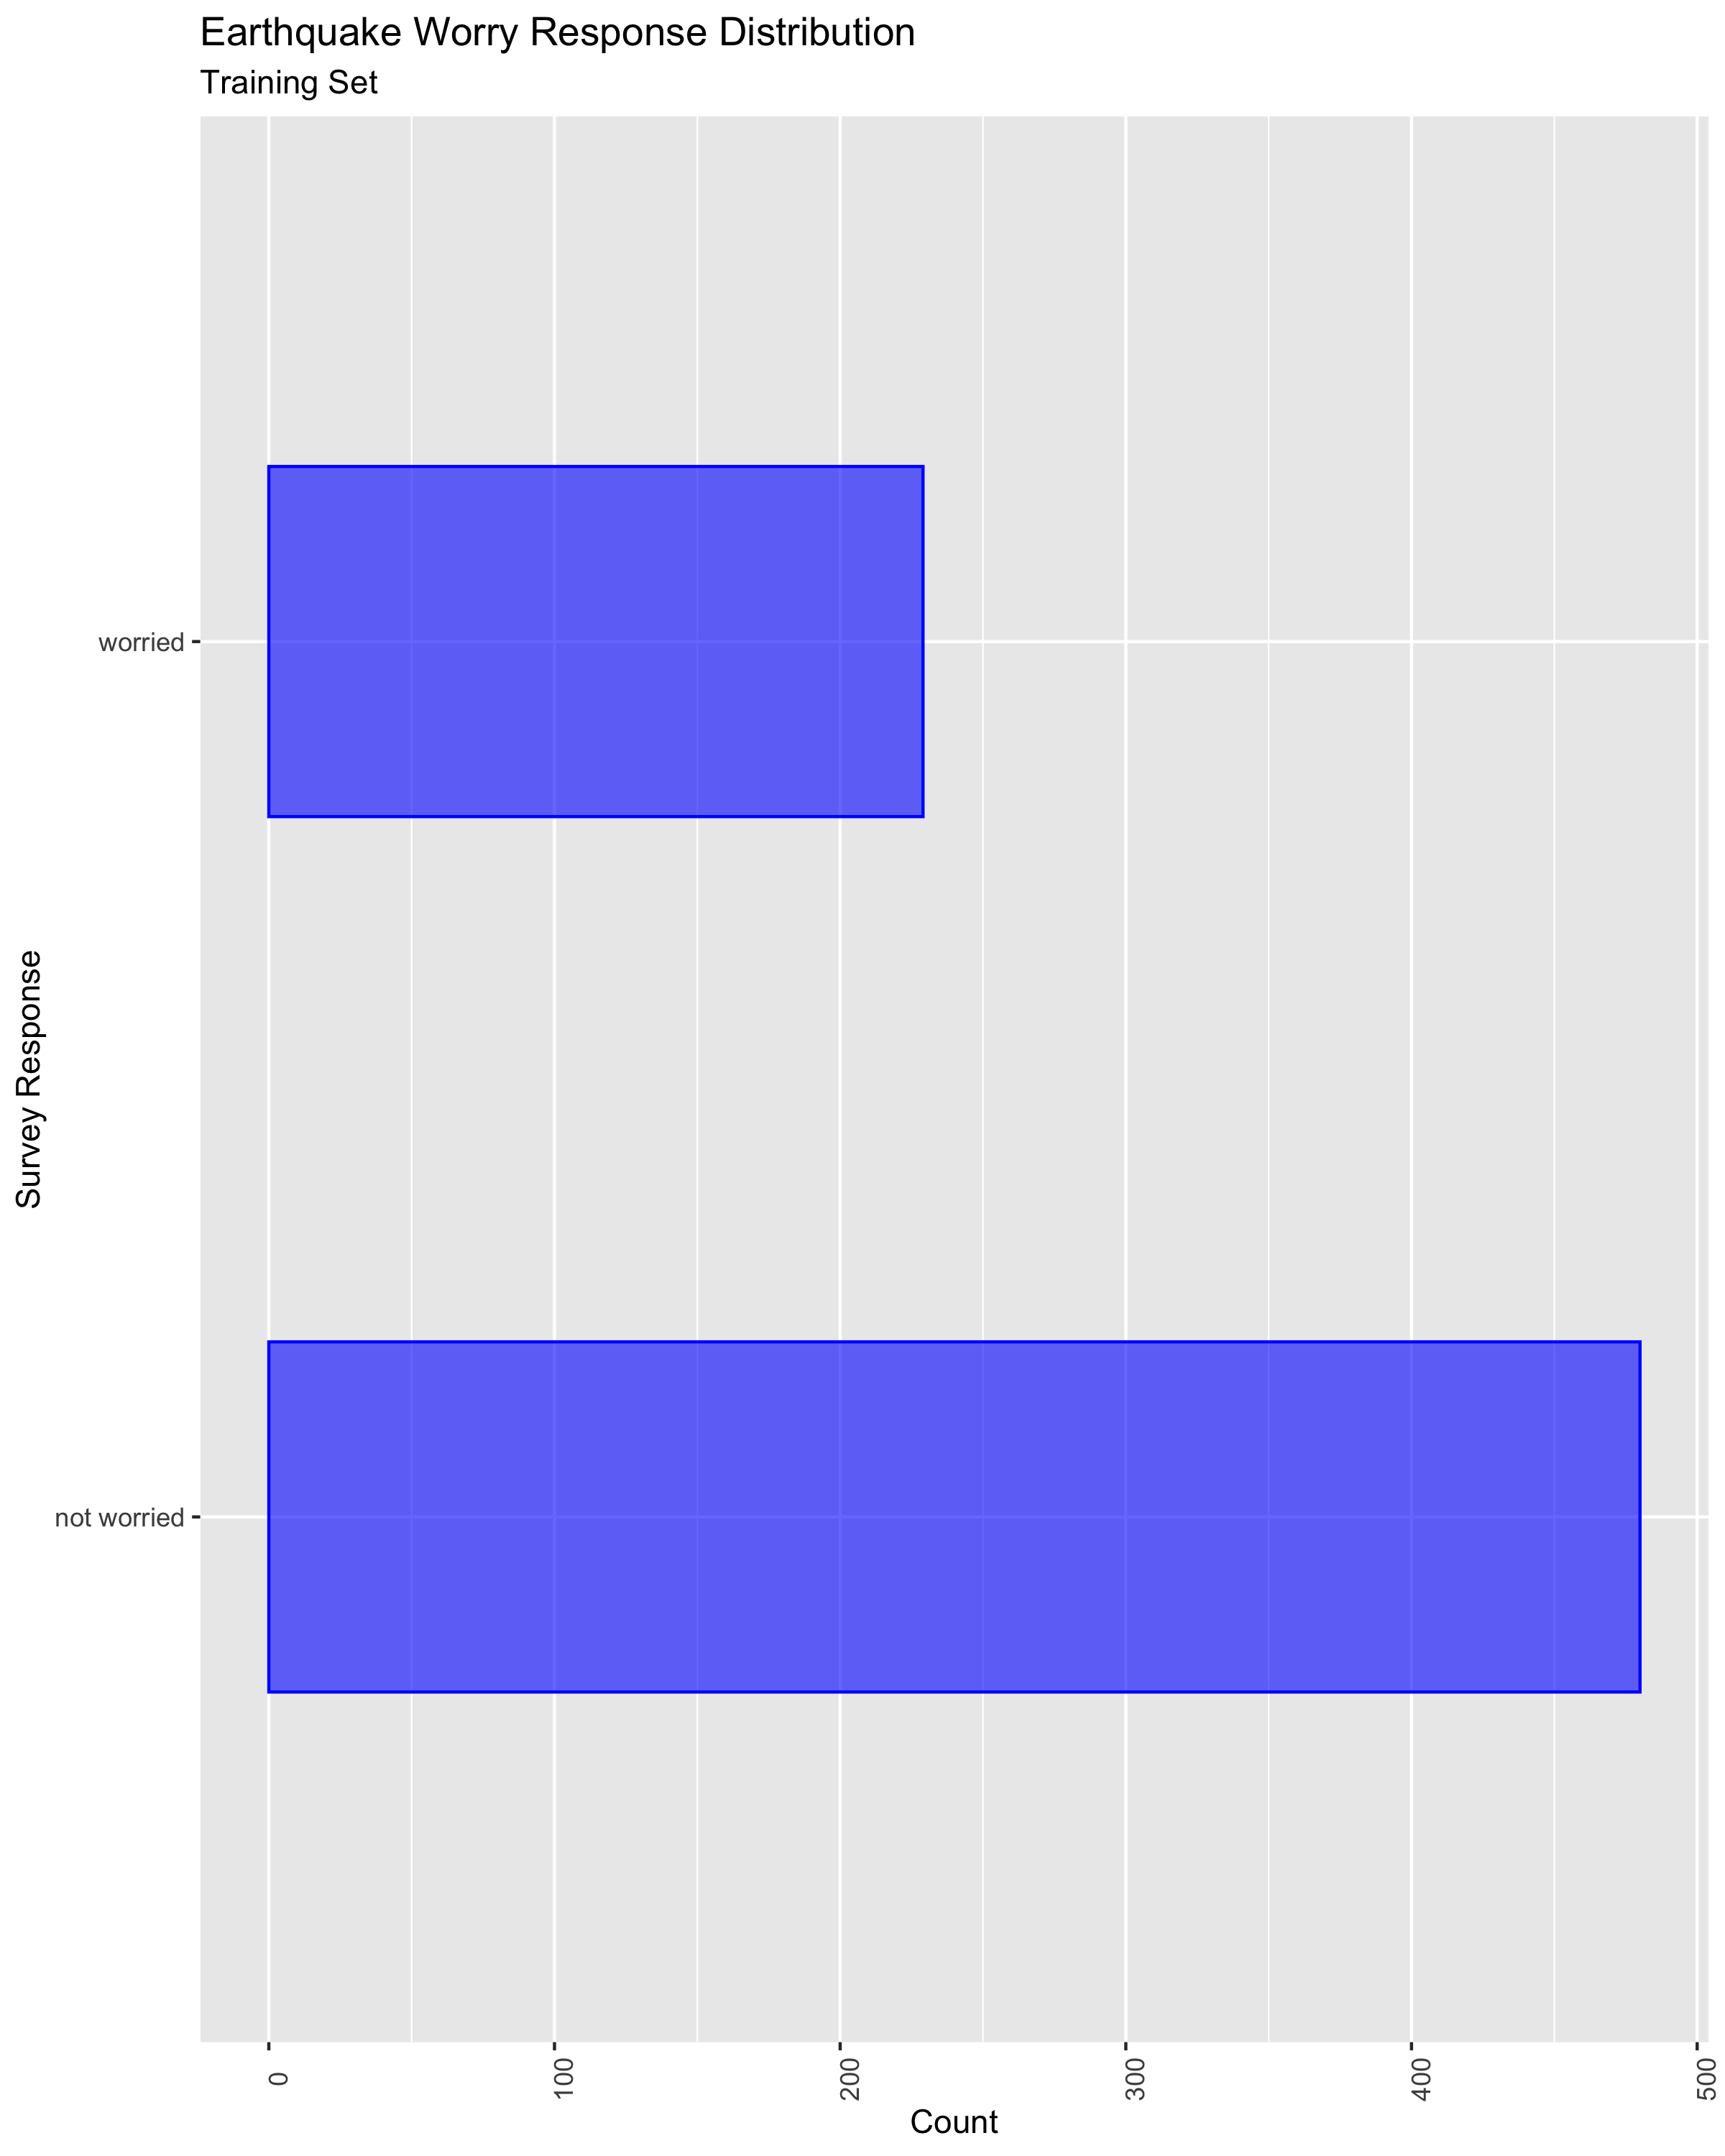 Earthquake Worry Response Distribution
Training Set
Survey Response
worried
not worried
0 100 200 300 400 500
Count